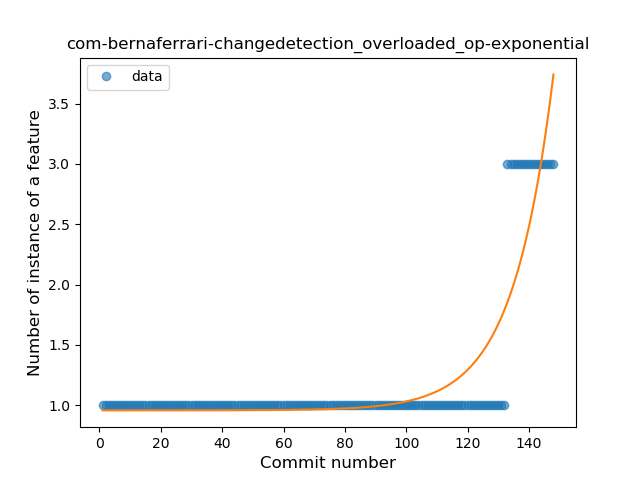 com-bernaferrari-changedetection_overloaded_op-exponential
data
Number of instance of a feature
3.5
3.0
2.5
2.0
1.5
1.0
0 20 40 60 80 100 120 140
Commit number